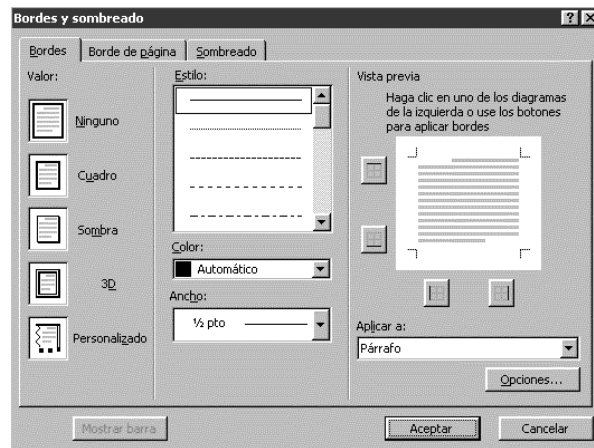 Bordes y sombreado
Bordes
Borde de página
Sombreado
Valor:
Ninguno
Cuadro
Sombra
3D
Personalizado
Estilo:
Color:
Automático
Ancho:
½ pto
Vista previa
Haga clic en uno de los diagramas
de la izquierda o use los botones
para aplicar bordes
Aplicar a:
Párrafo
Opciones...
Mostrar barra
Aceptar
Cancelar